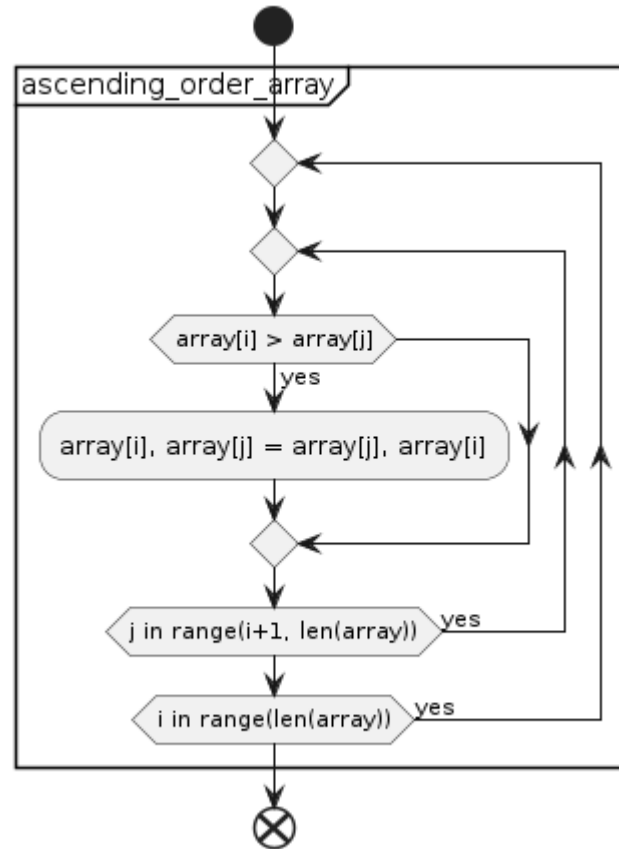 ascending_order_array
array[i] > array[j]
yes
array[i], array[j] = array[j], array[i]
j in range(i+1, len(array))
yes
i in range(len(array))
yes